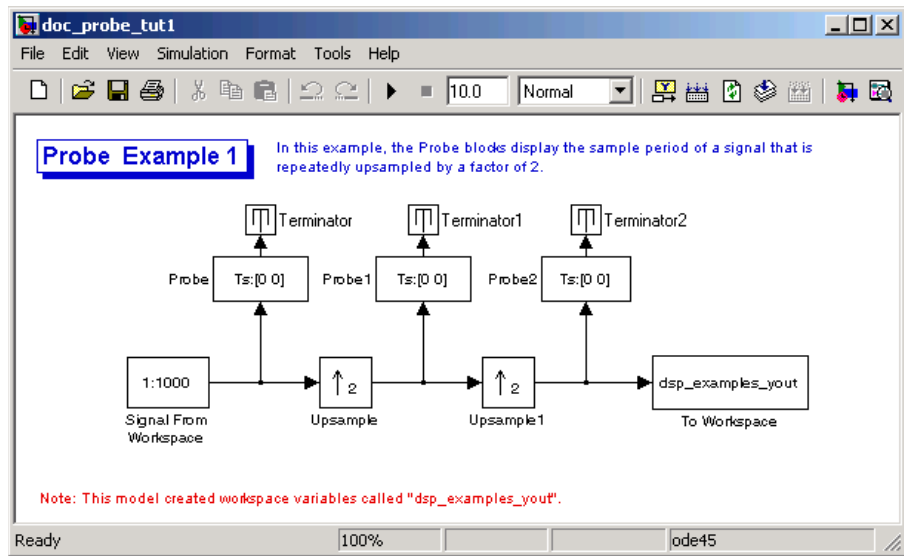 doc_probe_tut1
File Edit View Simulation Format Tools Help
10.0 Normal
Probe Example 1
In this example, the Probe blocks display the sample period of a signal that is
repeatedly upsampled by a factor of 2.
Terminator Terminator1 Terminator2
Probe Ts:[0 0] Probe1 Ts:[0 0] Probe2 Ts:[0 0]
1:1000 2 2 dsp_examples_yout
Signal From
Workspace
Upsample Upsample1 To Workspace
Note: This model created workspace variables called "dsp_examples_yout".
Ready 100% ode45